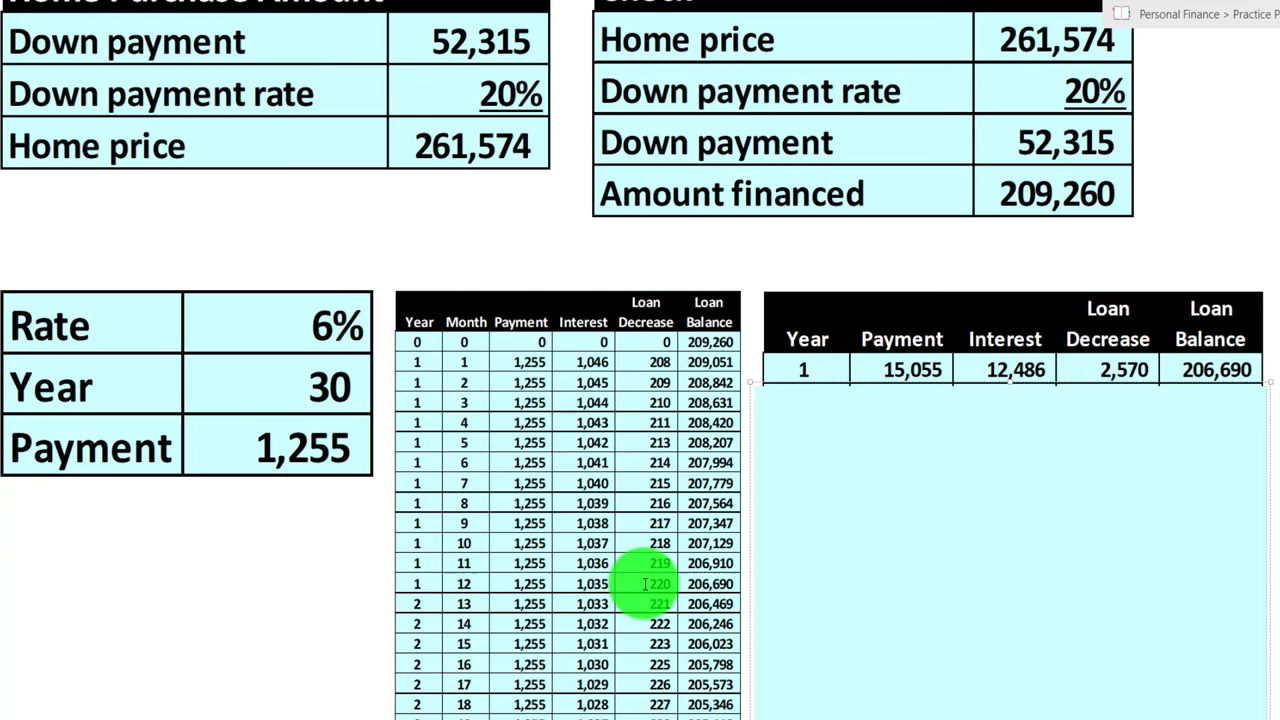 Personal Finance > Practice P
Down payment 52,315
Down payment rate 20%
Home price 261,574
Home price 261,574
Down payment rate 20%
Down payment 52,315
Amount financed 209,260
Rate 6%
Year 30
Payment 1,255
Year Month Payment Interest Loan Decrease Loan Balance
0 0 0 0 0 209,260
1 1 1,255 1,046 208 209,051
1 2 1,255 1,045 209 208,842
1 3 1,255 1,044 210 208,631
1 4 1,255 1,043 211 208,420
1 5 1,255 1,042 213 208,207
1 6 1,255 1,041 214 207,994
1 7 1,255 1,040 215 207,779
1 8 1,255 1,039 216 207,564
1 9 1,255 1,038 217 207,347
1 10 1,255 1,037 218 207,129
1 11 1,255 1,036 219 206,910
1 12 1,255 1,035 220 206,690
2 13 1,255 1,033 221 206,469
2 14 1,255 1,032 222 206,246
2 15 1,255 1,031 223 206,023
2 16 1,255 1,030 225 205,798
2 17 1,255 1,029 226 205,573
2 18 1,255 1,028 227 205,346
Year Payment Interest Loan Decrease Loan Balance
1 15,055 12,486 2,570 206,690